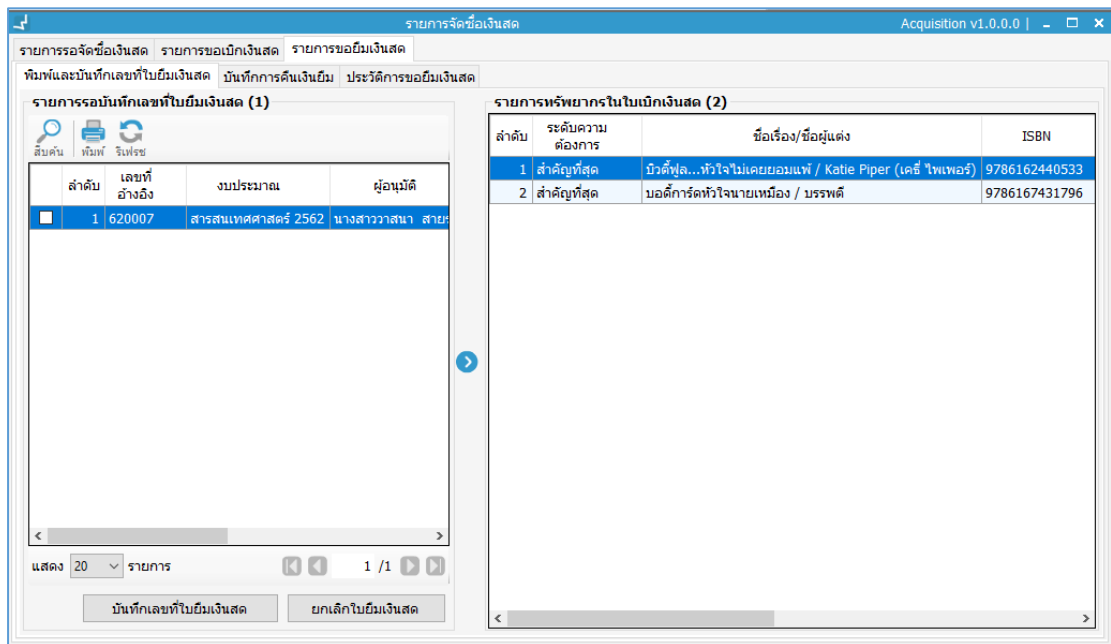 รายการจัดซื้อเงินสด
Acquisition v1.0.0.0 |
รายการรอจัดซื้อเงินสด รายการขอเบิกเงินสด รายการขอยืมเงินสด
พิมพ์และบันทึกเลขที่ใบยืมเงินสด บันทึกการคืนเงินยืม ประวัติการขอยืมเงินสด
รายการรอบันทึกเลขที่ใบยืมเงินสด (1)
สืบค้น พิมพ์ รีเฟรช
ลำดับ เลขที่อ้างอิง งบประมาณ ผู้อนุมัติ
1 620007 สารสนเทศศาสตร์ 2562 นางสาววาสนา
แสดง 20 รายการ 1 /1
บันทึกเลขที่ใบยืมเงินสด ยกเลิกใบยืมเงินสด
รายการทรัพยากรในใบเบิกเงินสด (2)
ลำดับ ระดับความต้องการ ชื่อเรื่อง/ชื่อผู้แต่ง ISBN
1 สำคัญที่สุด บิวตี้ฟูล...หัวใจไม่เคยยอมแพ้ / Katie Piper (เคธี่ ไพเพอร์) 9786162440533
2 สำคัญที่สุด บอดี้การ์ดหัวใจนายเหมือง / บรรพตี 9786167431796